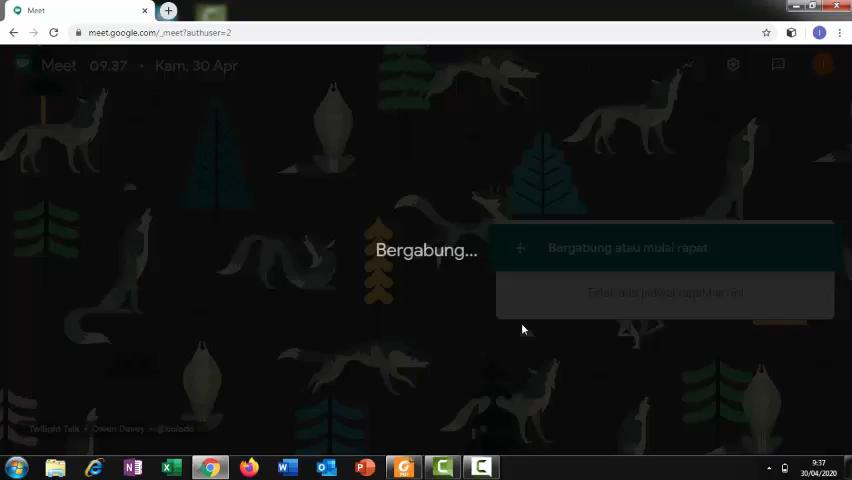 Meet
meet.google.com/_meet?authuser=2
Meet 09.37 • Kam, 30 Apr
Bergabung...
+ Bergabung atau mulai rapat
Tidak ada jadwal rapat hari ini
Twilight Talk • Owen Davey • @folioart
9:37
30/04/2020